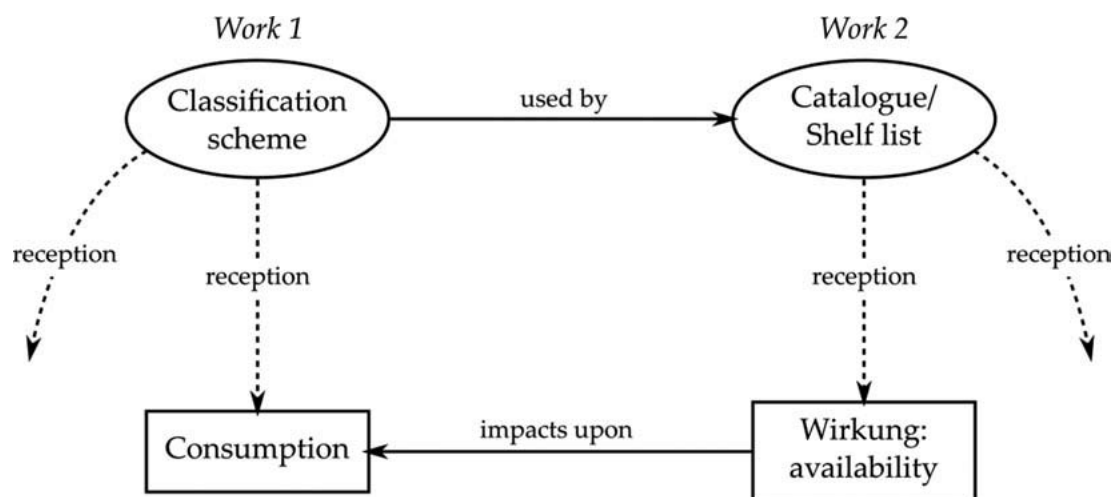 Work 1
Work 2
Classification
scheme
used by
Catalogue/
Shelf list
reception
reception
reception
reception
Consumption
impacts upon
Wirkung:
availability